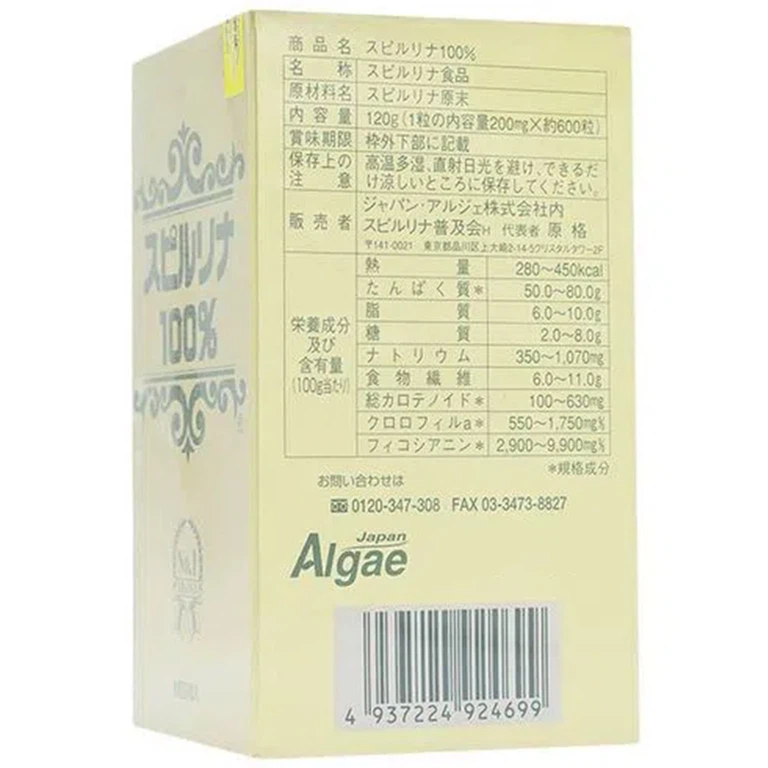 商品名 スピルリナ100%
名称 スピルリナ食品
原材料名 スピルリナ原末
内容量 120g(1粒の内容量200mg×約600粒)
賞味期限 枠外下部に記載
保存上の注意 高温多湿、直射日光を避け、できるだ
け涼しいところに保存してください。
販売者 ジャパン・アルジェ株式会社内
スピルリナ普及会H 代表者 原 格
〒141-0021 東京都品川区上大崎2-14-5クリスタルタワー2F
栄養成分
及び
含有量
(100g当たり)
熱量 280〜450kcal
たんぱく質* 50.0〜80.0g
脂質 6.0〜10.0g
糖質 2.0〜8.0g
ナトリウム 350〜1,070mg
食物繊維 6.0〜11.0g
総カロテノイド* 100〜630mg
クロロフィルa* 550〜1,750mg%
フィコシアニン* 2,900〜9,900mg%
*規格成分
お問い合わせは
0120-347-308 FAX 03-3473-8827
Japan
Algae
4 937224 924699
スピルリナ
100%
No.1